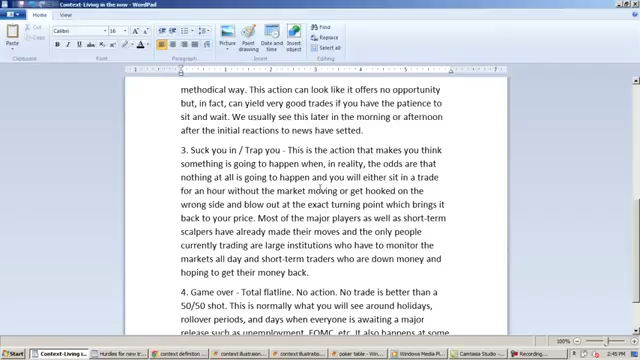 Context-Living in the now - WordPad
Home
View
Cut
Copy
Paste
Calibri
16
Picture
Paint drawing
Date and time
Insert object
Find
Replace
Select all
Clipboard
Font
Paragraph
Insert
Editing
methodical way. This action can look like it offers no opportunity
but, in fact, can yield very good trades if you have the patience to
sit and wait. We usually see this later in the morning or afternoon
after the initial reactions to news have setted.
3. Suck you in / Trap you - This is the action that makes you think
something is going to happen when, in reality, the odds are that
nothing at all is going to happen and you will either sit in a trade
for an hour without the market moving or get hooked on the
wrong side and blow out at the exact turning point which brings it
back to your price. Most of the major players as well as short-term
scalpers have already made their moves and the only people
currently trading are large institutions who have to monitor the
markets all day and short-term traders who are down money and
hoping to get their money back.
4. Game over - Total flatline. No action. No trade is better than a
50/50 shot. This is normally what you will see around holidays,
rollover periods, and days when everyone is awaiting a major
release such as unemployment, FOMC, etc. It also happens at some
100%
Start
Context-Living in
Hurdles for new tr
context definition
context illustrasion
context illustration
poker table
Windows Media Pl
Camtasia Studio -
Recording...
2:45 PM